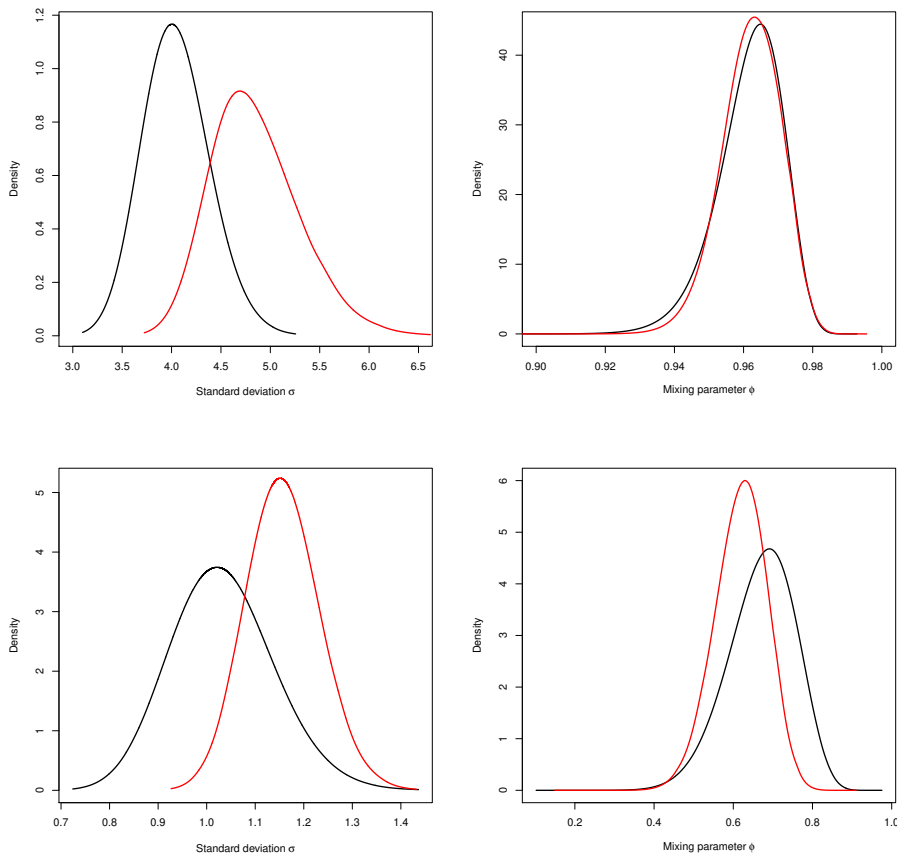 Density
0.0 0.2 0.4 0.6 0.8 1.0 1.2
3.0 3.5 4.0 4.5 5.0 5.5 6.0 6.5
Standard deviation σ
Density
0 10 20 30 40
0.90 0.92 0.94 0.96 0.98 1.00
Mixing parameter ϕ
Density
0 1 2 3 4 5
0.7 0.8 0.9 1.0 1.1 1.2 1.3 1.4
Standard deviation σ
Density
0 1 2 3 4 5 6
0.2 0.4 0.6 0.8 1.0
Mixing parameter ϕ